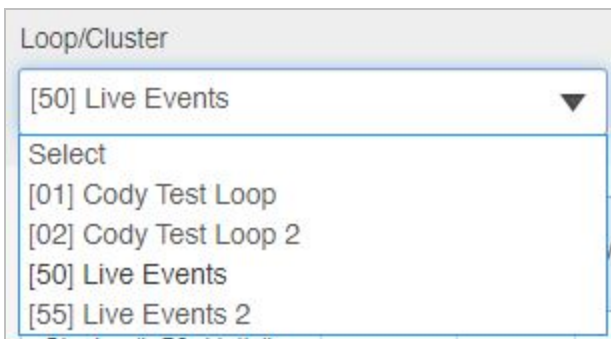 Loop/Cluster
[50] Live Events
Select
[01] Cody Test Loop
[02] Cody Test Loop 2
[50] Live Events
[55] Live Events 2